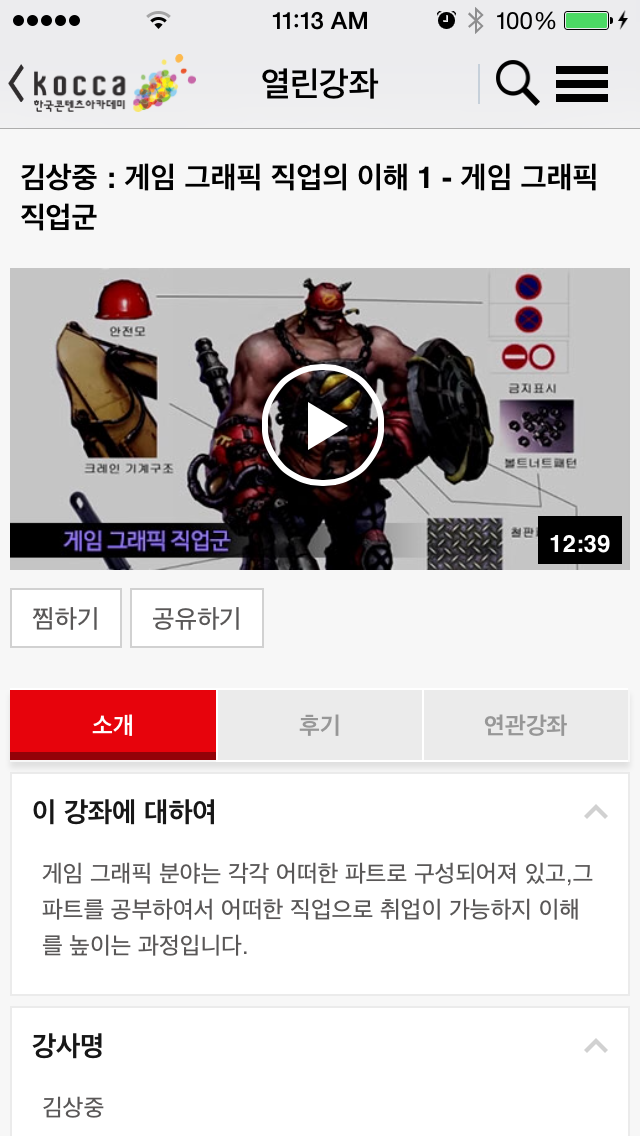 11:13 AM
100%
kocca
한국콘텐츠아카데미
열린강좌
김상중 : 게임 그래픽 직업의 이해 1 - 게임 그래픽
직업군
안전모
금지표시
크레인 기계구조
볼트너트패턴
철판
게임 그래픽 직업군
12:39
찜하기
공유하기
소개
후기
연관강좌
이 강좌에 대하여
게임 그래픽 분야는 각각 어떠한 파트로 구성되어져 있고,그
파트를 공부하여서 어떠한 직업으로 취업이 가능하지 이해
를 높이는 과정입니다.
강사명
김상중